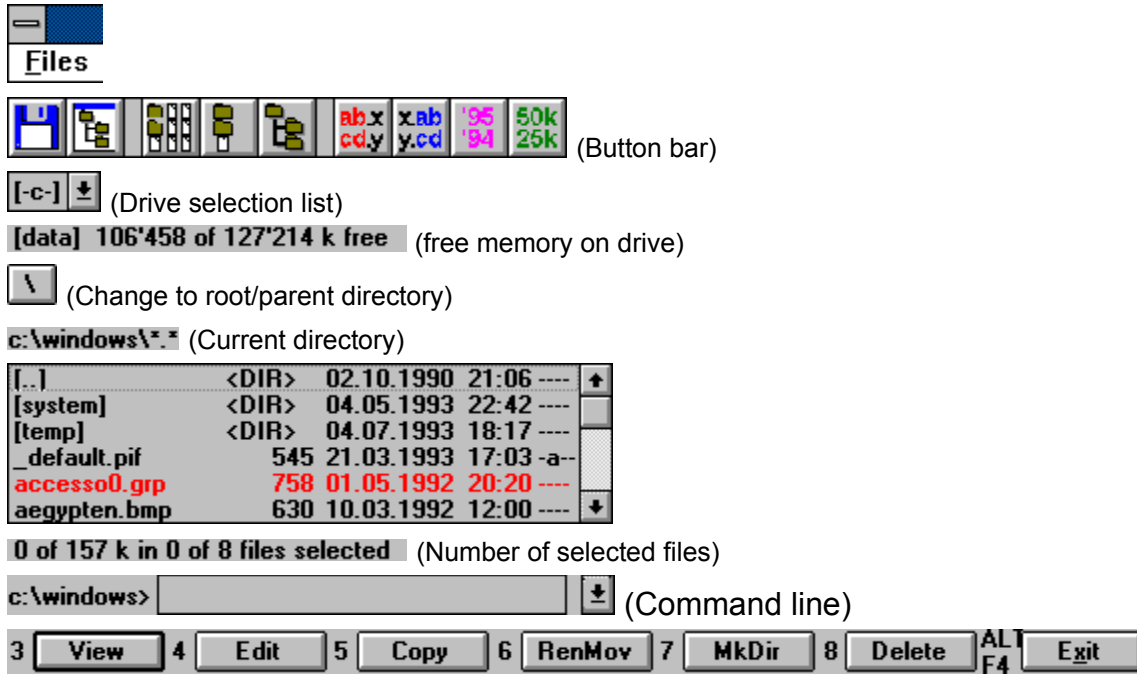 Files
ab.x x.ab '95 50k
cd.y y.cd '94 25k (Button bar)
[-c-] (Drive selection list)
[data] 106'458 of 127'214 k free (free memory on drive)
\ (Change to root/parent directory)
c:\windows\*.* (Current directory)
[..] <DIR> 02.10.1990 21:06 ----
[system] <DIR> 04.05.1993 22:42 ----
[temp] <DIR> 04.07.1993 18:17 ----
_default.pif 545 21.03.1993 17:03 -a--
accesso0.grp 758 01.05.1992 20:20 ----
aegypten.bmp 630 10.03.1992 12:00 ----
0 of 157 k in 0 of 8 files selected (Number of selected files)
c:\windows> (Command line)
3 View 4 Edit 5 Copy 6 RenMov 7 MkDir 8 Delete ALT F4 Exit